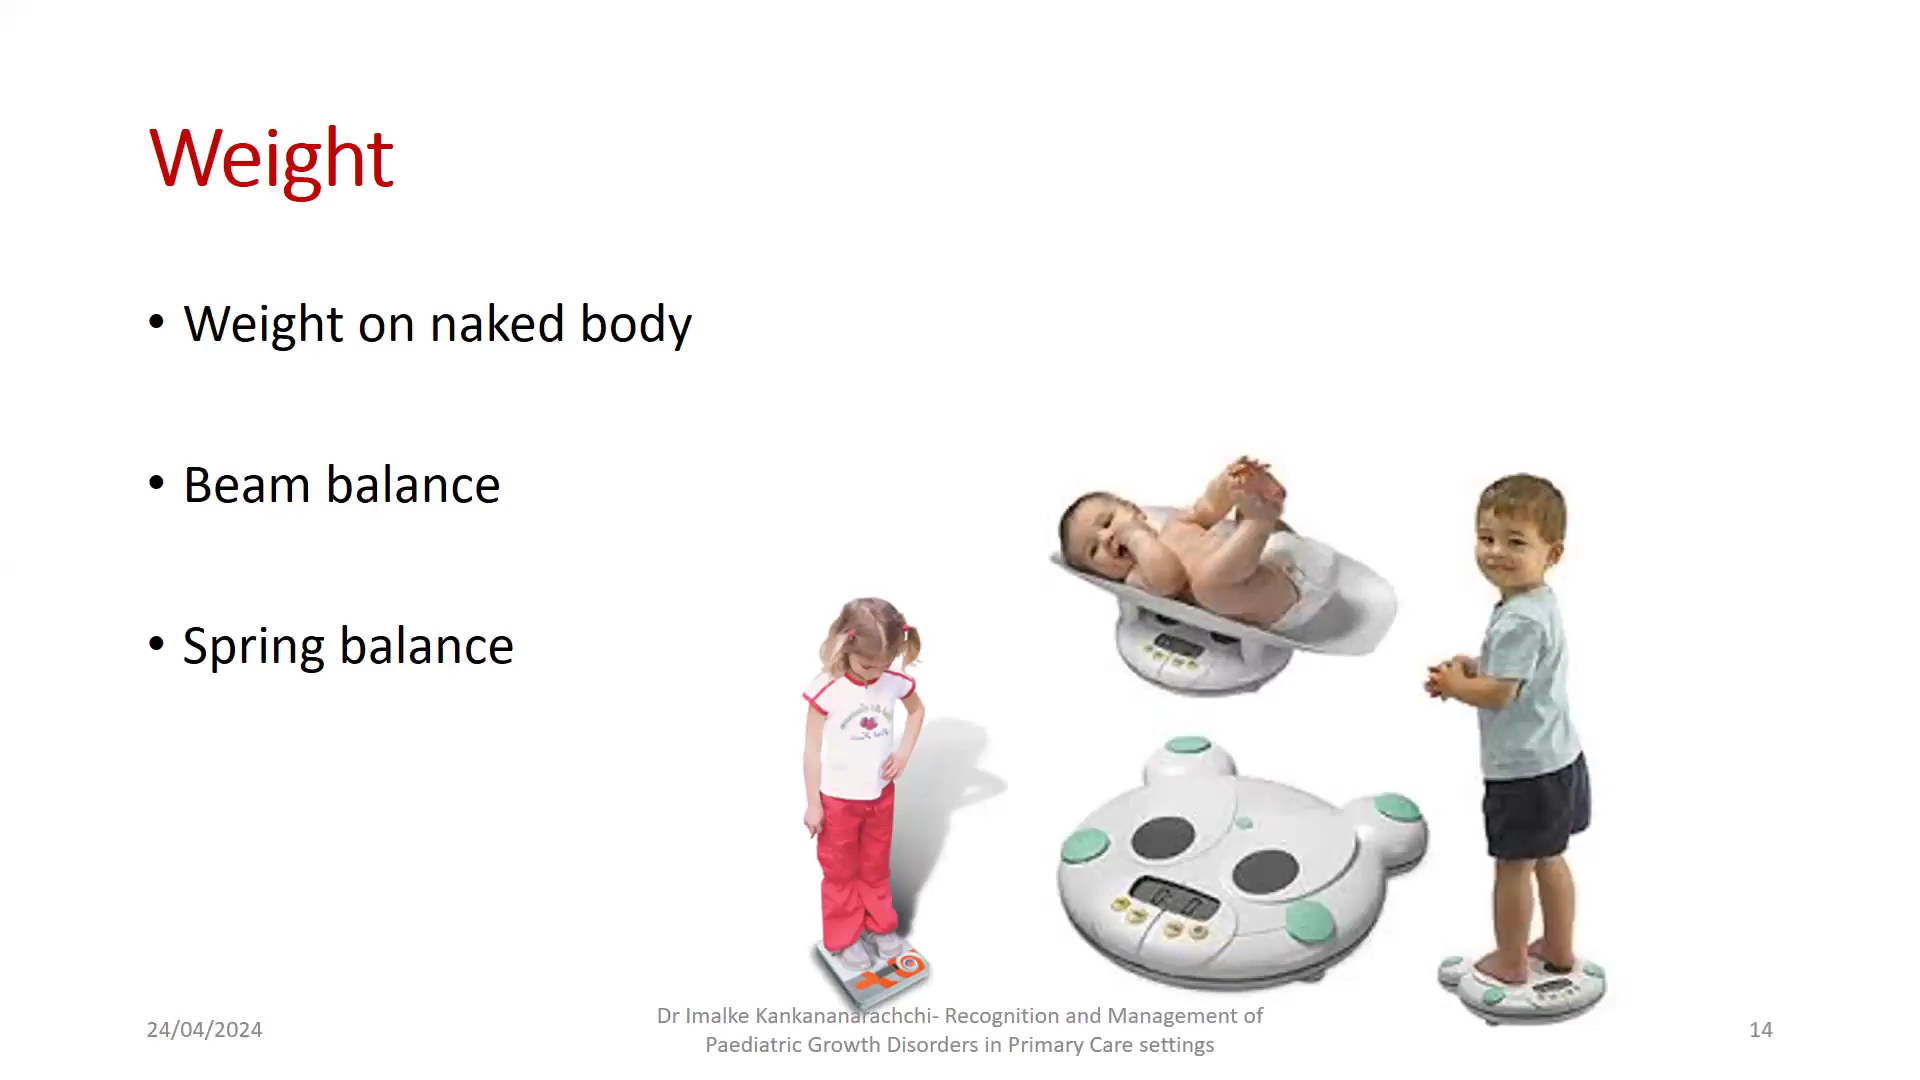 Weight
• Weight on naked body
• Beam balance
• Spring balance
24/04/2024
Dr Imalke Kankananarachchi- Recognition and Management of
Paediatric Growth Disorders in Primary Care settings
14